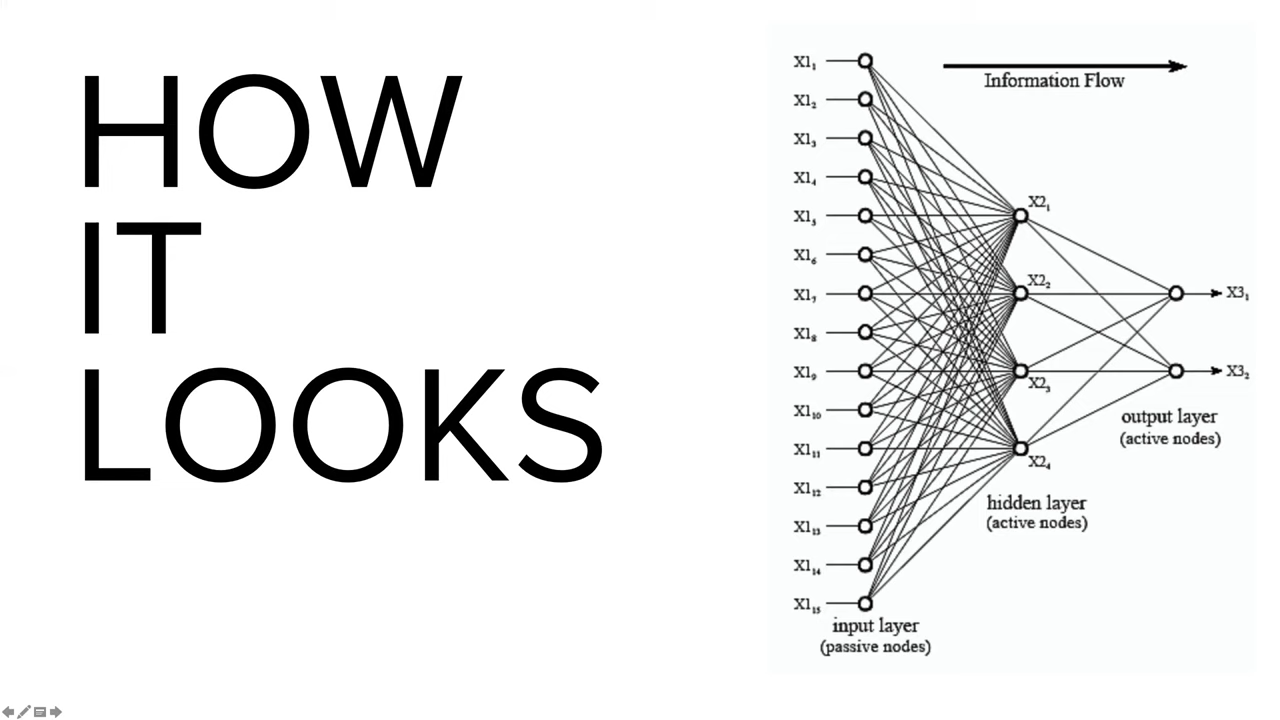 HOW
IT
LOOKS
Information Flow
X1₁
X1₂
X1₃
X1₄
X1₅
X1₆
X1₇
X1₈
X1₉
X1₁₀
X1₁₁
X1₁₂
X1₁₃
X1₁₄
X1₁₅
input layer
(passive nodes)
X2₁
X2₂
X2₃
X2₄
hidden layer
(active nodes)
X3₁
X3₂
output layer
(active nodes)